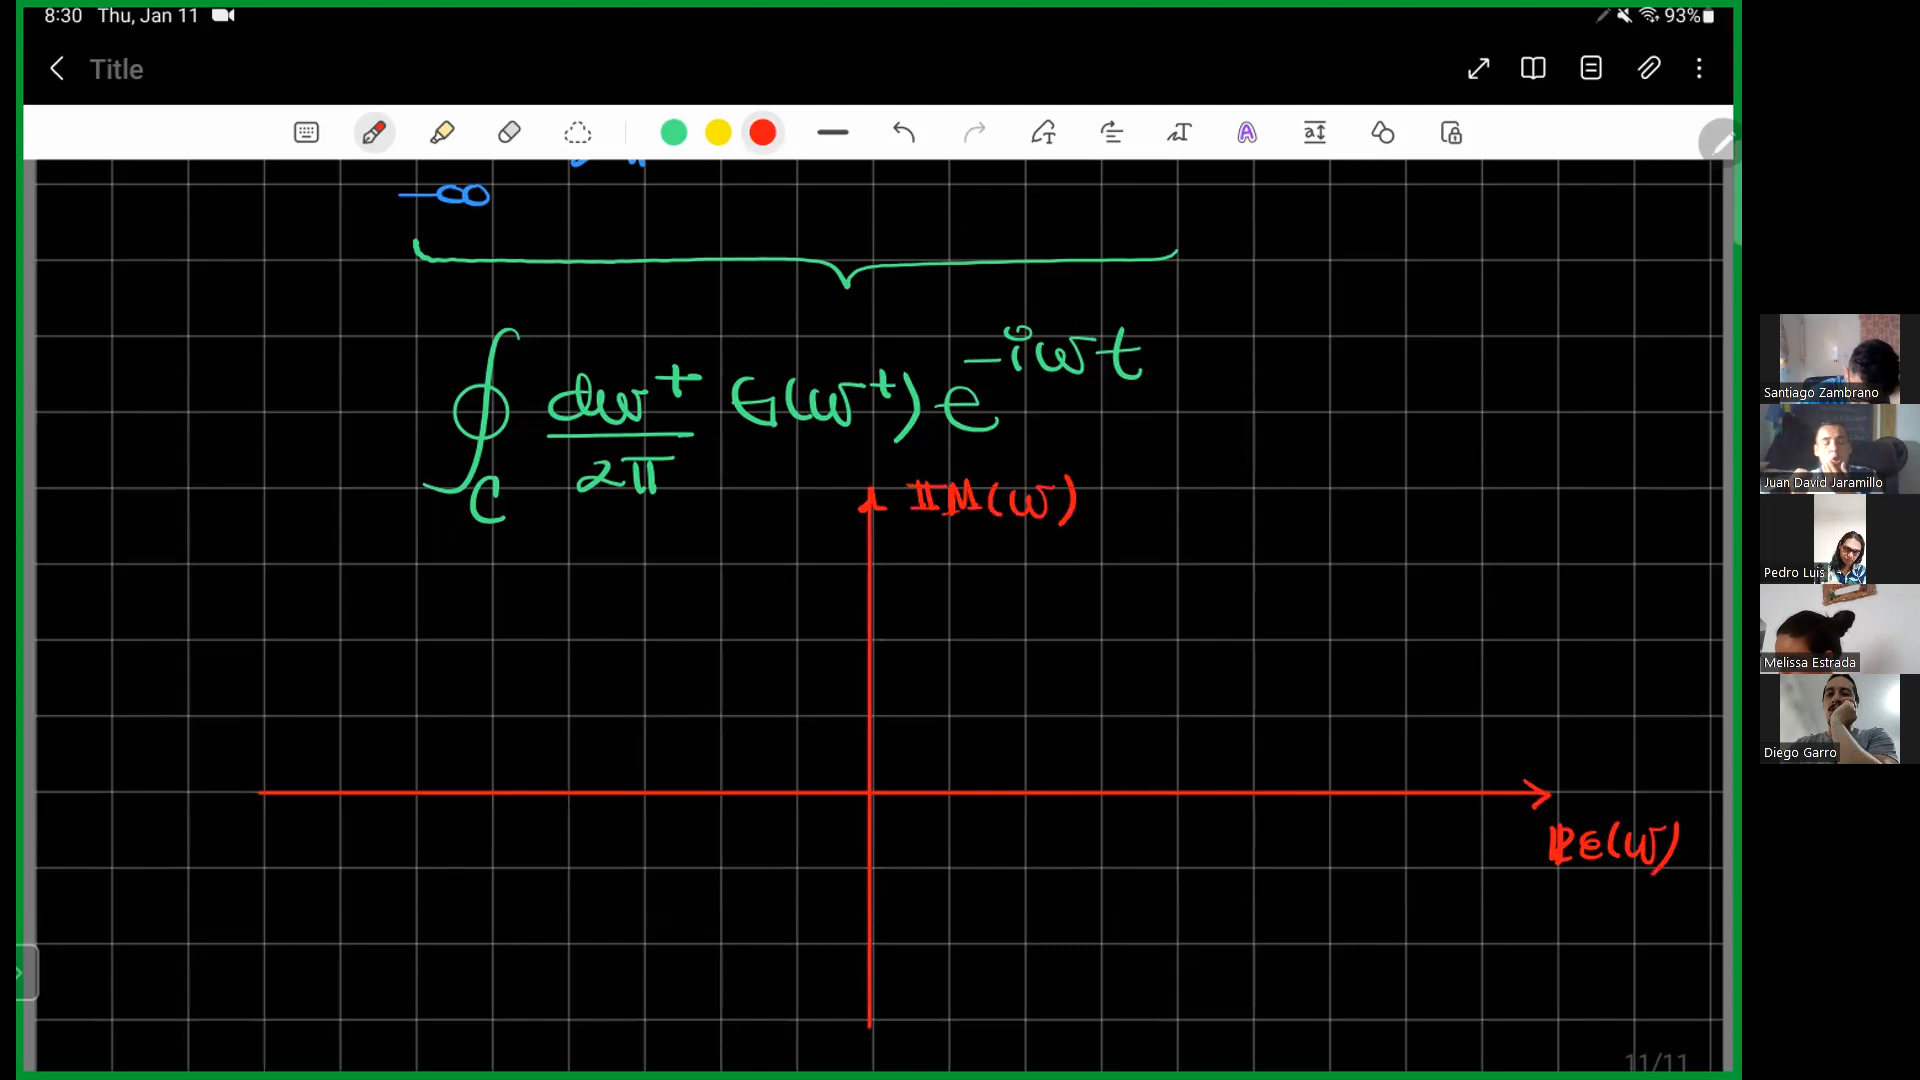 8:30 Thu, Jan 11 93%
Title
-∞
∮_C dω⁺/2π G(ω⁺) e^{-iωt}
IM(ω)
RE(ω)
11/11
Santiago Zambrano
Juan David Jaramillo
Pedro Luis
Melissa Estrada
Diego Garro